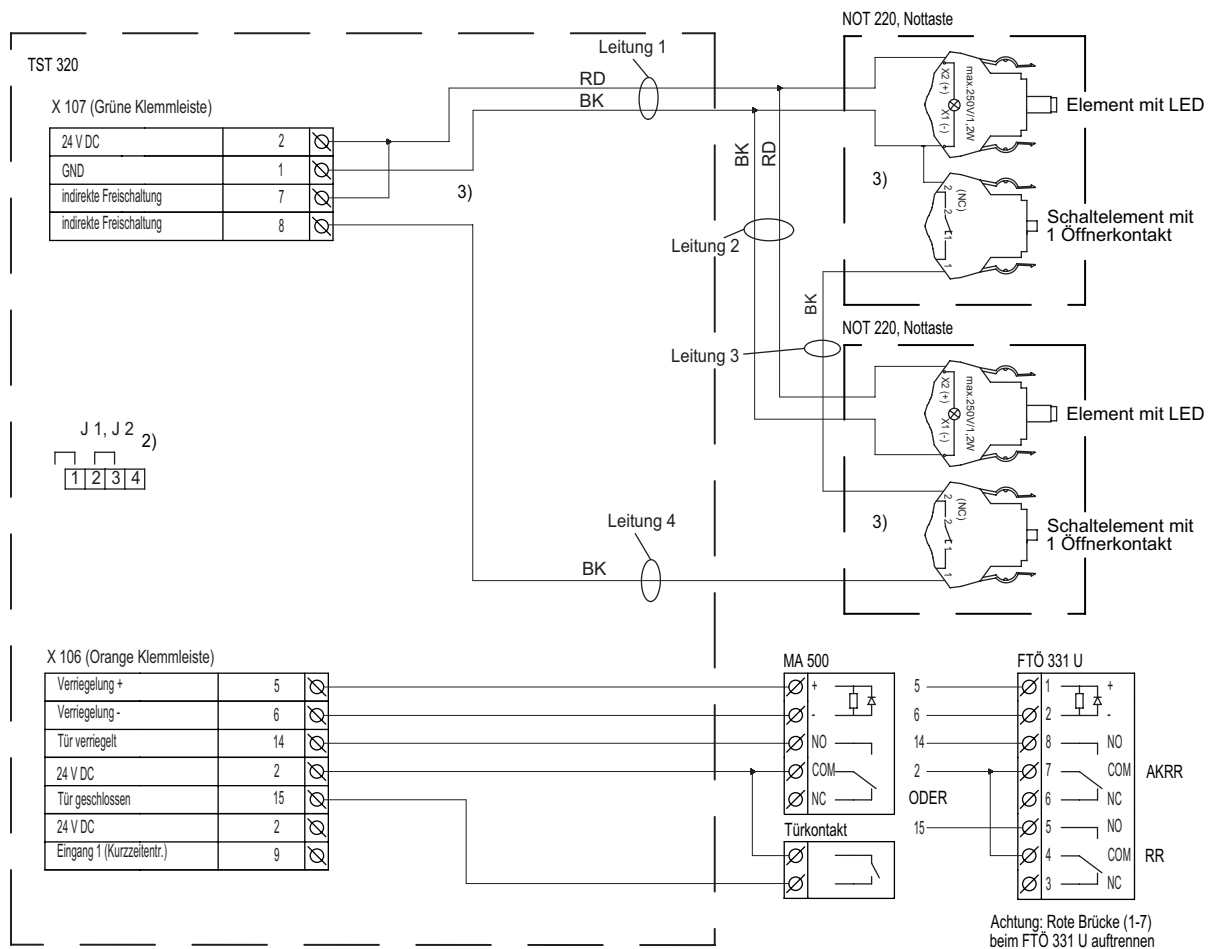 NOT 220, Nottaste
TST 320
Leitung 1
RD
BK
X 107 (Grüne Klemmleiste)
24 V DC 2
GND 1
indirekte Freischaltung 7
indirekte Freischaltung 8
3)
BK
RD
Leitung 2
X2 (+)
X1 (-)
max.250V/1,2W
Element mit LED
3)
(NC)
2
2
1
1
Schaltelement mit
1 Öffnerkontakt
BK
NOT 220, Nottaste
Leitung 3
X2 (+)
X1 (-)
max.250V/1,2W
Element mit LED
J 1, J 2 2)
1 2 3 4
3)
(NC)
2
2
1
1
Schaltelement mit
1 Öffnerkontakt
Leitung 4
BK
X 106 (Orange Klemmleiste)
Verriegelung + 5
Verriegelung - 6
Tür verriegelt 14
24 V DC 2
Tür geschlossen 15
24 V DC 2
Eingang 1 (Kurzzeitentr.) 9
MA 500
+
-
NO
COM
NC
Türkontakt
5
6
14
2
ODER
15
FTÖ 331 U
1 +
2 -
8 NO
7 COM AKRR
6 NC
5 NO
4 COM RR
3 NC
Achtung: Rote Brücke (1-7)
beim FTÖ 331 U auftrennen